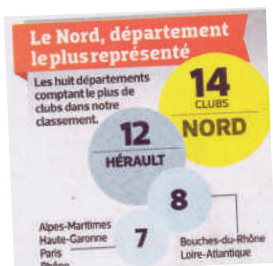 Le Nord, département
le plus représenté
Les huit départements
comptant le plus de
clubs dans notre
classement.
14
CLUBS
NORD
12
HÉRAULT
8
Bouches-du-Rhône
Loire-Atlantique
7
Alpes-Maritimes
Haute-Garonne
Paris
Rhône